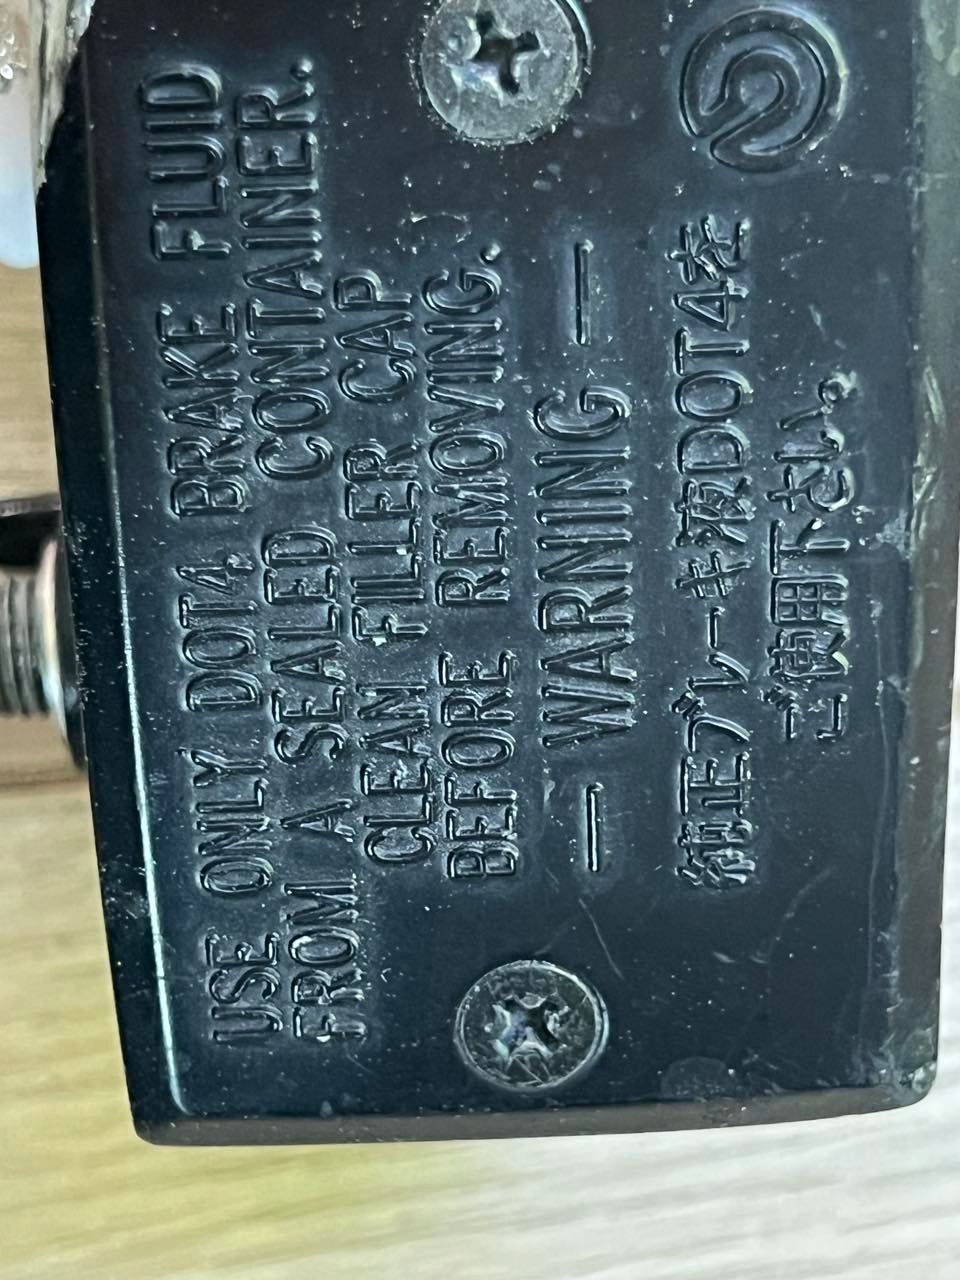 USE ONLY DOT4 BRAKE FLUID
FROM A SEALED CONTAINER.
CLEAN FILLER CAP
BEFORE REMOVING.
— WARNING —
純正ブレーキ液DOT4を
ご使用下さい。